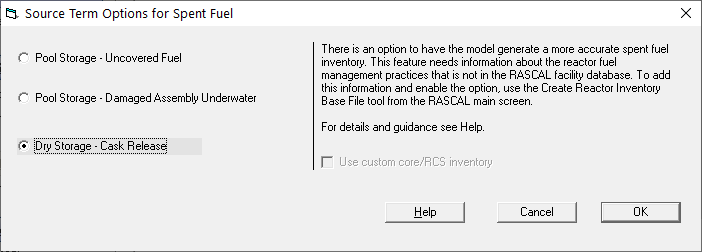 Source Term Options for Spent Fuel
Pool Storage - Uncovered Fuel
Pool Storage - Damaged Assembly Underwater
Dry Storage - Cask Release
There is an option to have the model generate a more accurate spent fuel
inventory. This feature needs information about the reactor fuel
management practices that is not in the RASCAL facility database. To add
this information and enable the option, use the Create Reactor Inventory
Base File tool from the RASCAL main screen.
For details and guidance see Help.
Use custom core/RCS inventory
Help
Cancel
OK